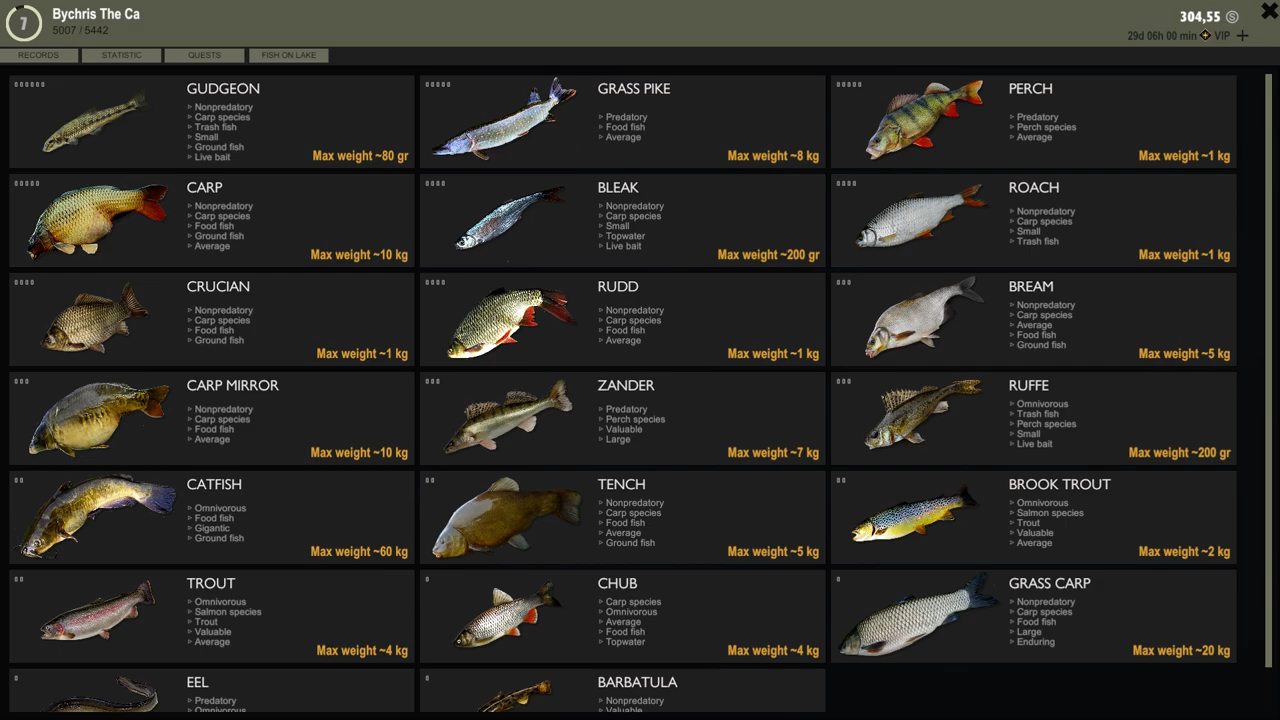 7
Bychris The Ca
5007 / 5442
304,55 S
29d 06h 00 min VIP +
RECORDS
STATISTIC
QUESTS
FISH ON LAKE
GUDGEON
Nonpredatory
Carp species
Trash fish
Small
Ground fish
Live bait
Max weight ~80 gr
GRASS PIKE
Predatory
Food fish
Average
Max weight ~8 kg
PERCH
Predatory
Perch species
Average
Max weight ~1 kg
CARP
Nonpredatory
Carp species
Food fish
Ground fish
Average
Max weight ~10 kg
BLEAK
Nonpredatory
Carp species
Small
Topwater
Live bait
Max weight ~200 gr
ROACH
Nonpredatory
Carp species
Small
Trash fish
Max weight ~1 kg
CRUCIAN
Nonpredatory
Carp species
Food fish
Ground fish
Max weight ~1 kg
RUDD
Nonpredatory
Carp species
Food fish
Average
Max weight ~1 kg
BREAM
Nonpredatory
Carp species
Average
Food fish
Ground fish
Max weight ~5 kg
CARP MIRROR
Nonpredatory
Carp species
Food fish
Average
Max weight ~10 kg
ZANDER
Predatory
Perch species
Valuable
Large
Max weight ~7 kg
RUFFE
Omnivorous
Trash fish
Perch species
Small
Live bait
Max weight ~200 gr
CATFISH
Omnivorous
Food fish
Gigantic
Ground fish
Max weight ~60 kg
TENCH
Nonpredatory
Carp species
Food fish
Average
Ground fish
Max weight ~5 kg
BROOK TROUT
Omnivorous
Salmon species
Trout
Valuable
Average
Max weight ~2 kg
TROUT
Omnivorous
Salmon species
Trout
Valuable
Average
Max weight ~4 kg
CHUB
Carp species
Omnivorous
Average
Food fish
Topwater
Max weight ~4 kg
GRASS CARP
Nonpredatory
Carp species
Food fish
Large
Enduring
Max weight ~20 kg
EEL
Predatory
Omnivorous
BARBATULA
Nonpredatory
Valuable